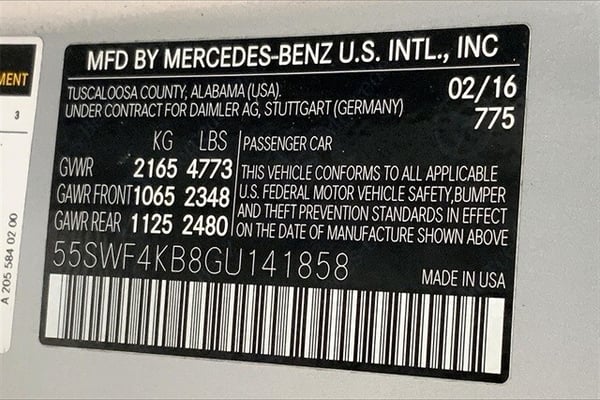 MENT
3
A 205 584 02 00
MFD BY MERCEDES-BENZ U.S. INTL., INC
TUSCALOOSA COUNTY, ALABAMA (USA). 02/16
UNDER CONTRACT FOR DAIMLER AG, STUTTGART (GERMANY) 775
KG LBS
GVWR 2165 4773
GAWR FRONT 1065 2348
GAWR REAR 1125 2480
PASSENGER CAR
THIS VEHICLE CONFORMS TO ALL APPLICABLE
U.S. FEDERAL MOTOR VEHICLE SAFETY,BUMPER
AND THEFT PREVENTION STANDARDS IN EFFECT
ON THE DATE OF MANUFACTURE SHOWN ABOVE
55SWF4KB8GU141858
MADE IN USA